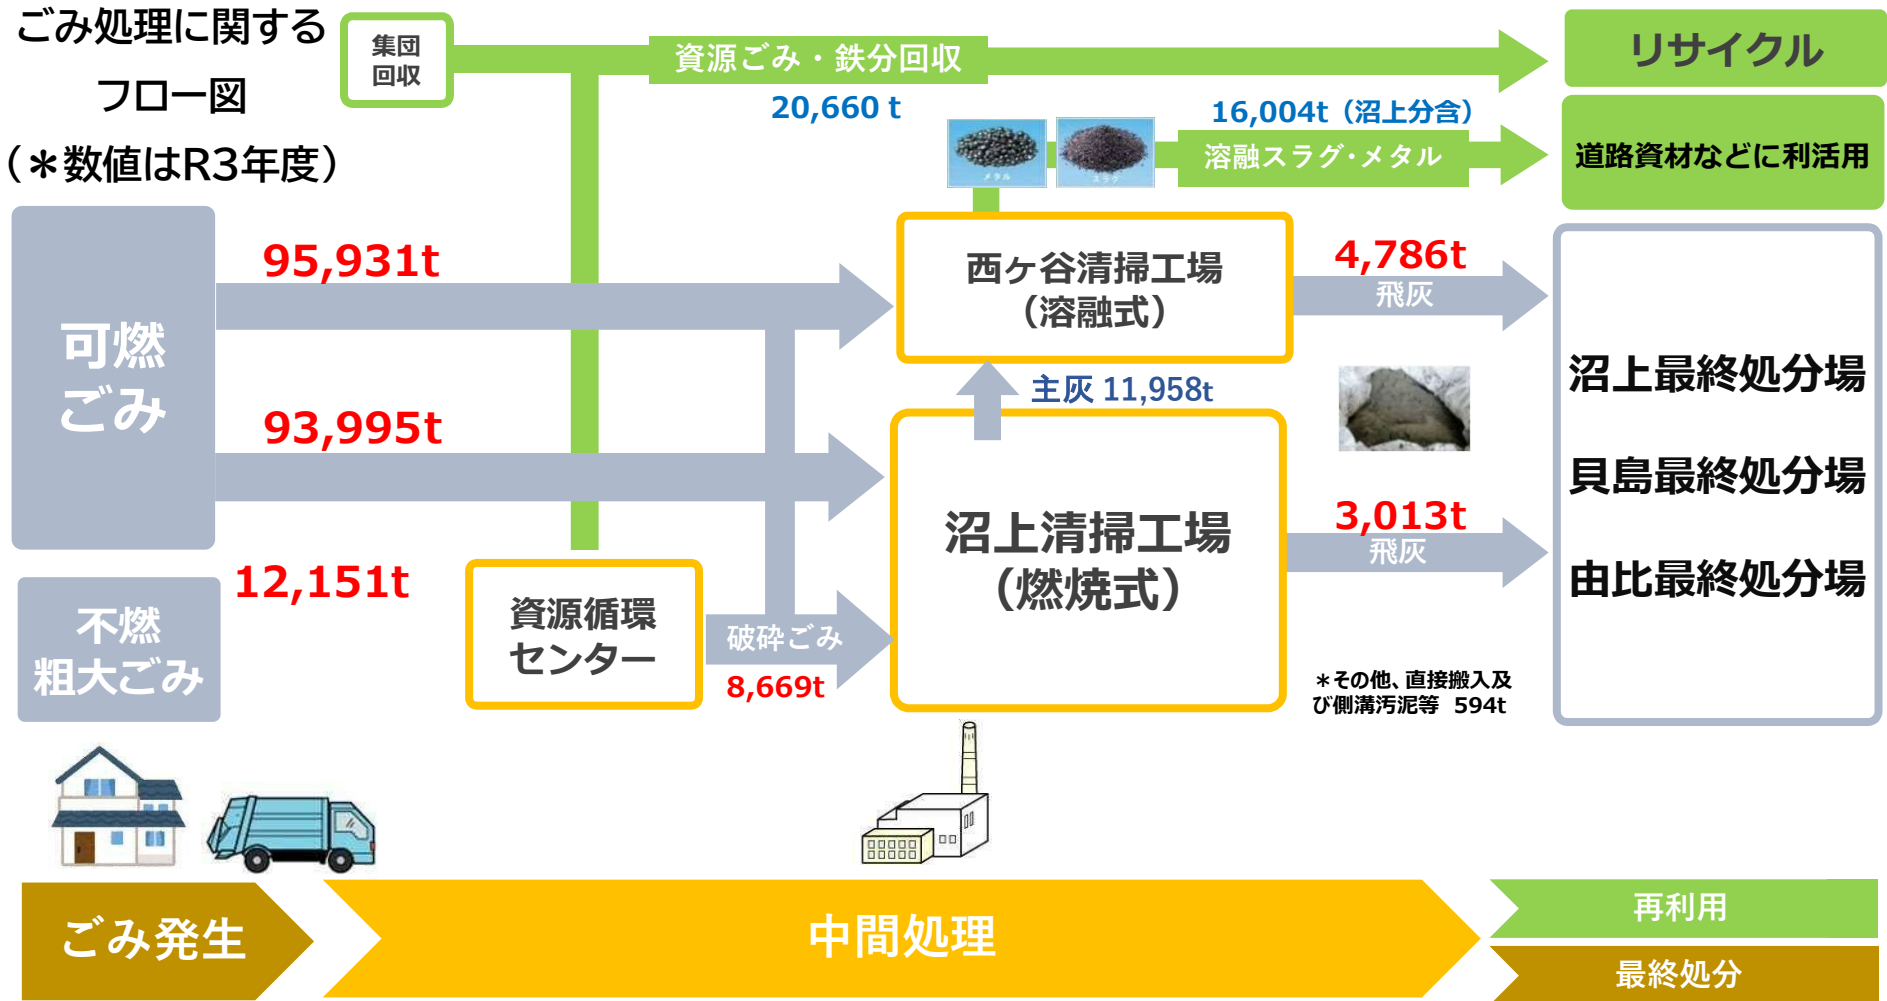 ごみ処理に関する
フロー図
（＊数値はR3年度）
集団
回収
資源ごみ・鉄分回収
20,660 t
リサイクル
16,004t（沼上分含）
メタル
スラグ
溶融スラグ・メタル
道路資材などに利活用
可燃
ごみ
95,931t
西ヶ谷清掃工場
（溶融式）
4,786t
飛灰
主灰 11,958t
93,995t
沼上清掃工場
（燃焼式）
3,013t
飛灰
沼上最終処分場
貝島最終処分場
由比最終処分場
不燃
粗大ごみ
12,151t
資源循環
センター
破砕ごみ
8,669t
＊その他、直接搬入及
び側溝汚泥等 594t
ごみ発生
中間処理
再利用
最終処分